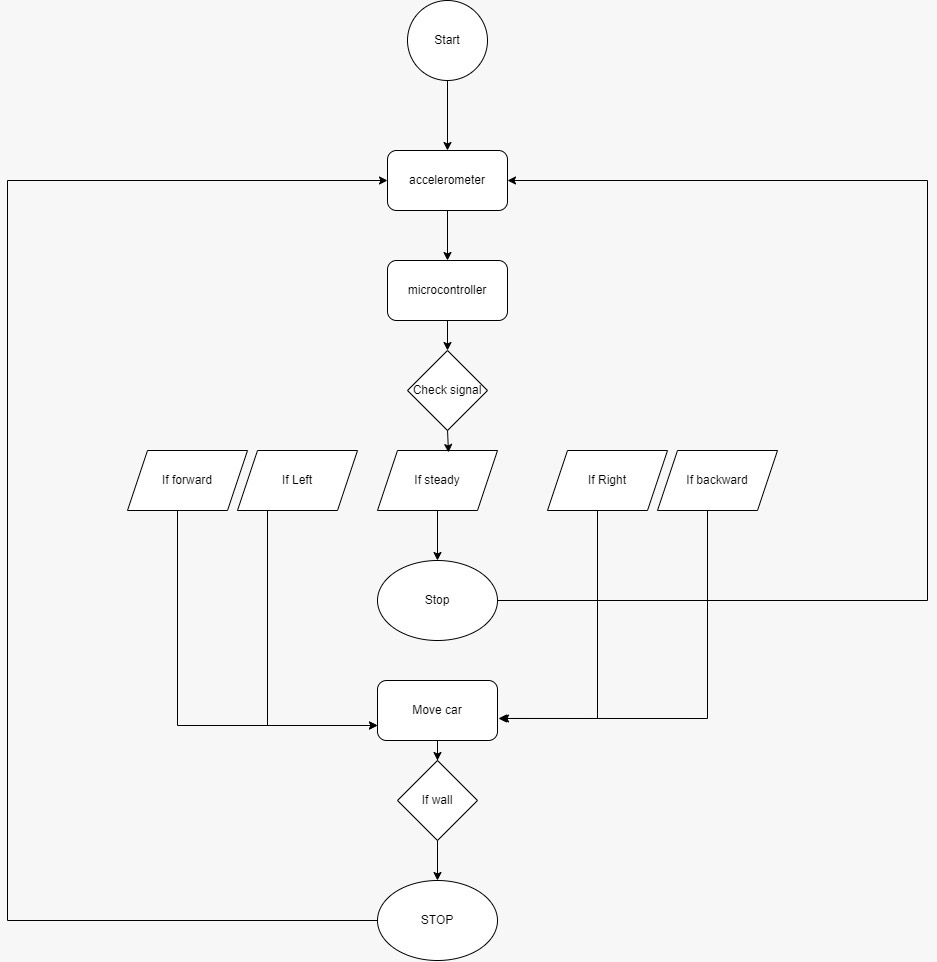 Start
accelerometer
microcontroller
Check signal
If forward
If Left
If steady
If Right
If backward
Stop
Move car
If wall
STOP